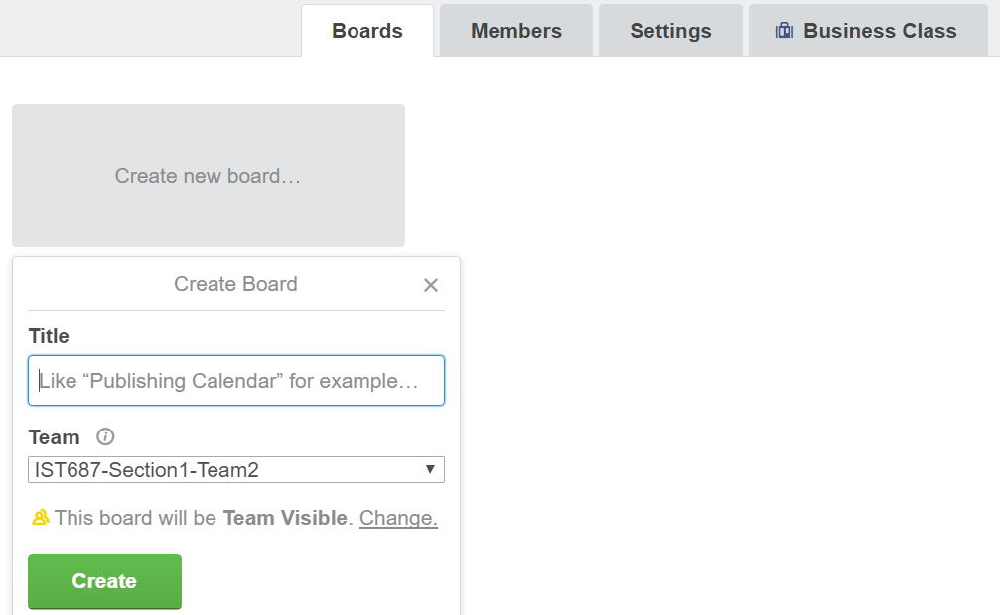 Boards Members Settings Business Class
Create new board…
Create Board
Title
Like “Publishing Calendar” for example…
Team
IST687-Section1-Team2
This board will be Team Visible. Change.
Create